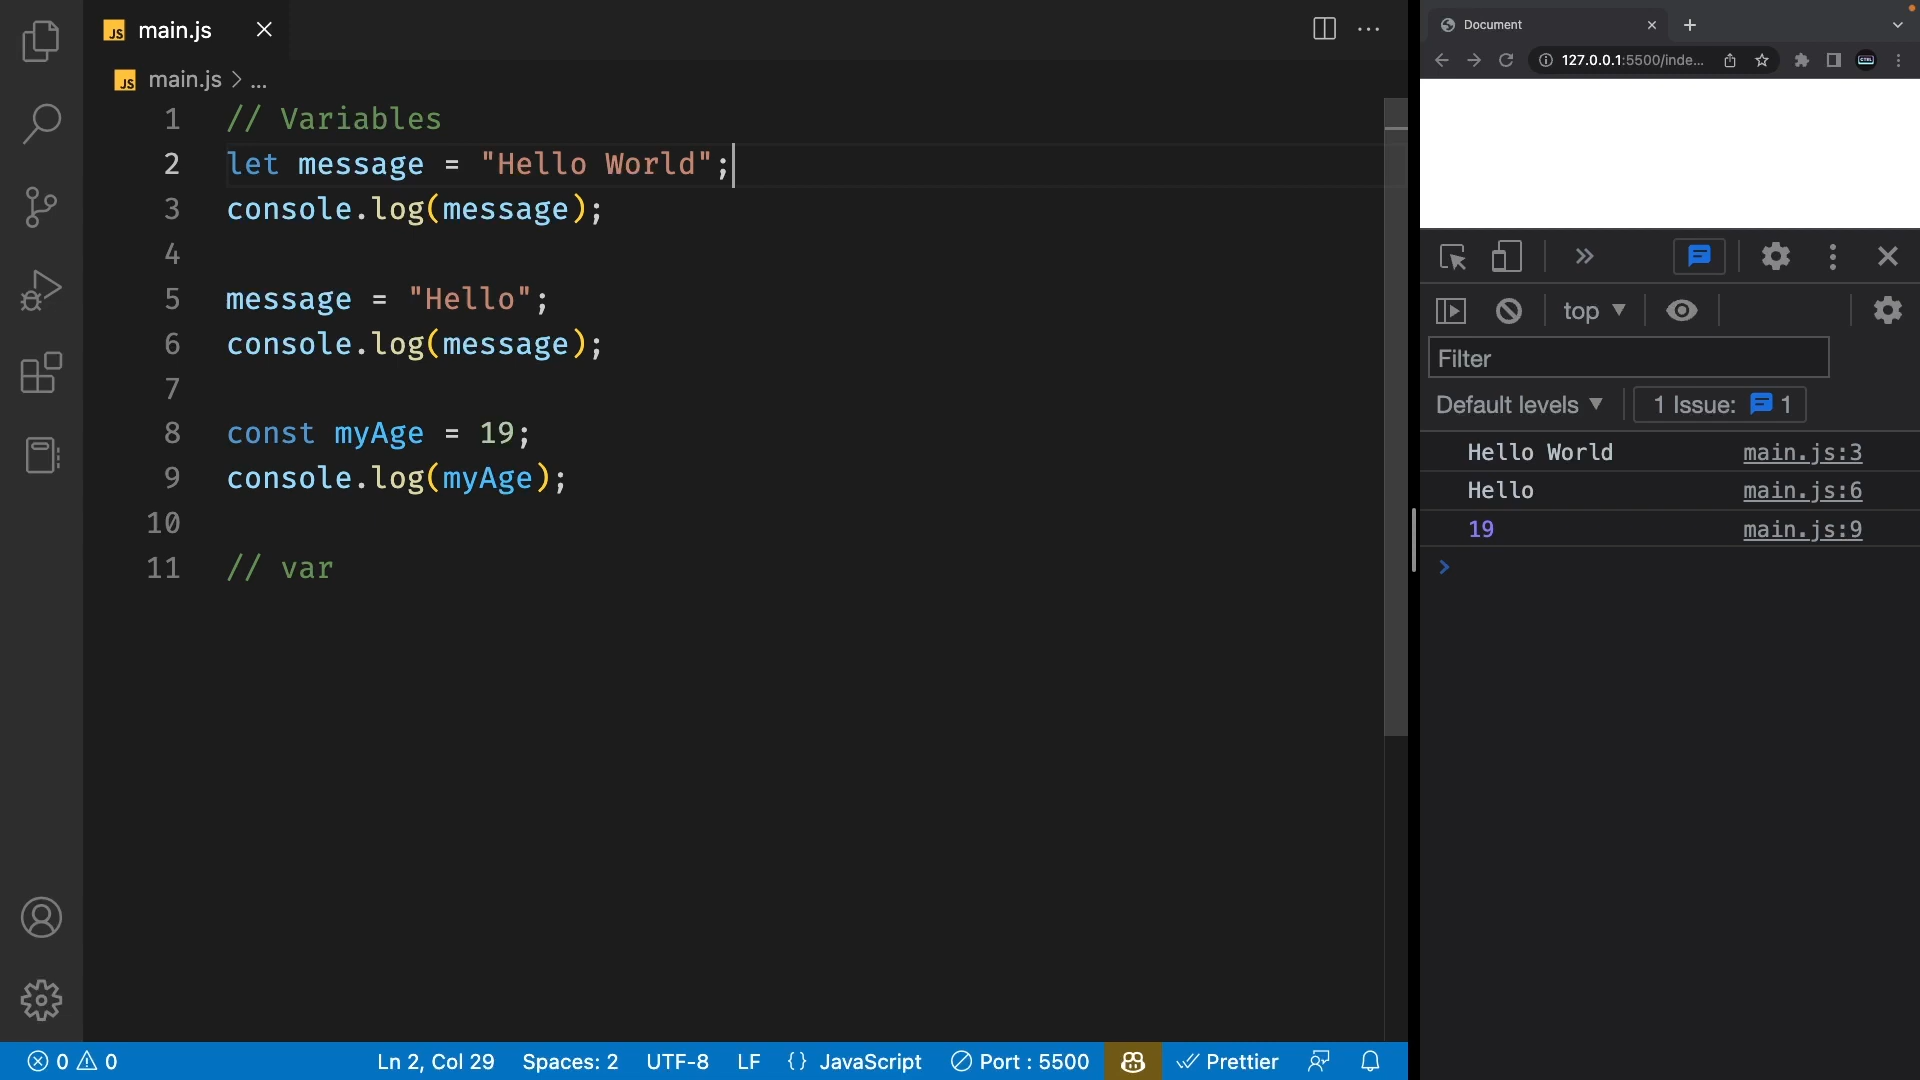 main.js
main.js > ...
1 // Variables
2 let message = "Hello World";
3 console.log(message);
4
5 message = "Hello";
6 console.log(message);
7
8 const myAge = 19;
9 console.log(myAge);
10
11 // var
0 0 Ln 2, Col 29 Spaces: 2 UTF-8 LF {} JavaScript Port : 5500 Prettier
Document
127.0.0.1:5500/inde...
top
Filter
Default levels 1 Issue: 1
Hello World main.js:3
Hello main.js:6
19 main.js:9